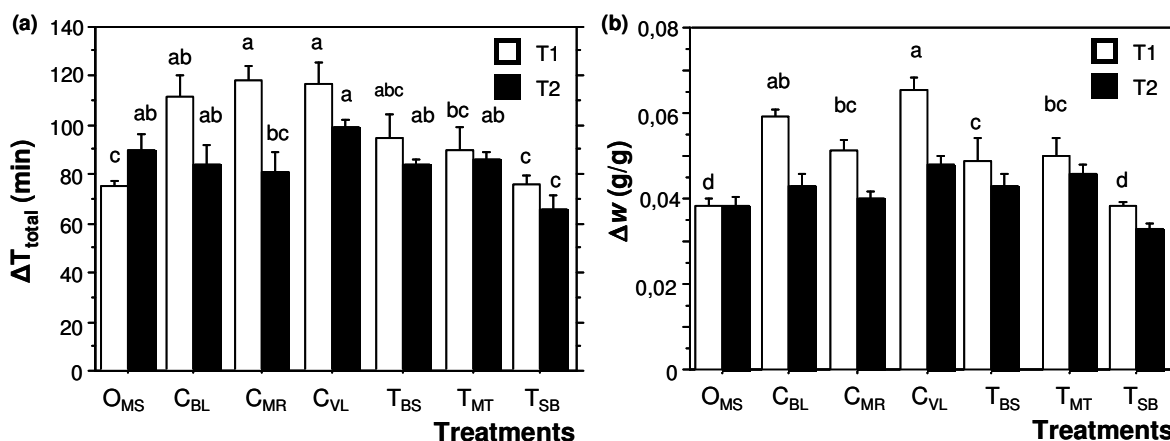 (a)
ΔT_total (min)
140
120
100
80
60
40
20
0
T1
T2
c ab
ab ab
a bc
a a
abc ab
bc ab
c c
O_MS C_BL C_MR C_VL T_BS T_MT T_SB
Treatments
(b)
Δw (g/g)
0,08
0,06
0,04
0,02
0
T1
T2
d ab bc a c bc d
O_MS C_BL C_MR C_VL T_BS T_MT T_SB
Treatments